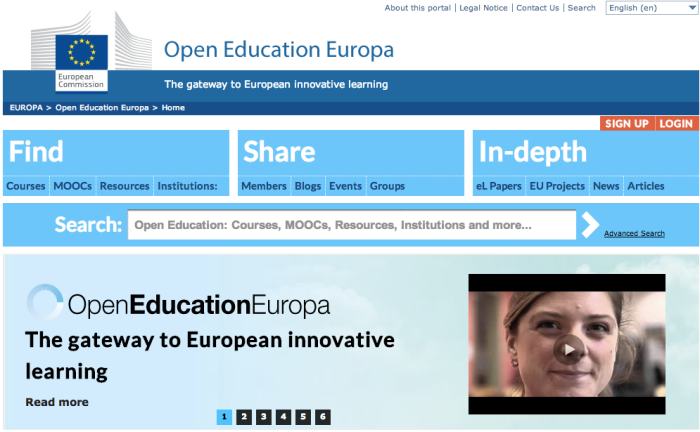 About this portal | Legal Notice | Contact Us | Search
English (en)
European
Commission
Open Education Europa
The gateway to European innovative learning
EUROPA > Open Education Europa > Home
SIGN UP LOGIN
Find
Courses MOOCs Resources Institutions:
Share
Members Blogs Events Groups
In-depth
eL Papers EU Projects News Articles
Search:
Open Education: Courses, MOOCs, Resources, Institutions and more...
Advanced Search
OpenEducationEuropa
The gateway to European innovative
learning
Read more
1 2 3 4 5 6